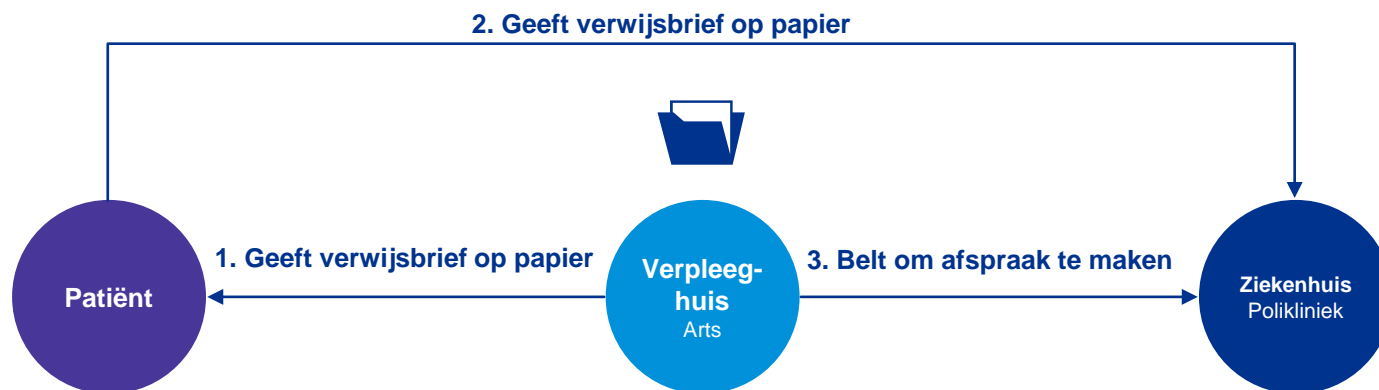 2. Geeft verwijsbrief op papier
1. Geeft verwijsbrief op papier
3. Belt om afspraak te maken
Patiënt
Verpleeg-
huis
Arts
Ziekenhuis
Polikliniek